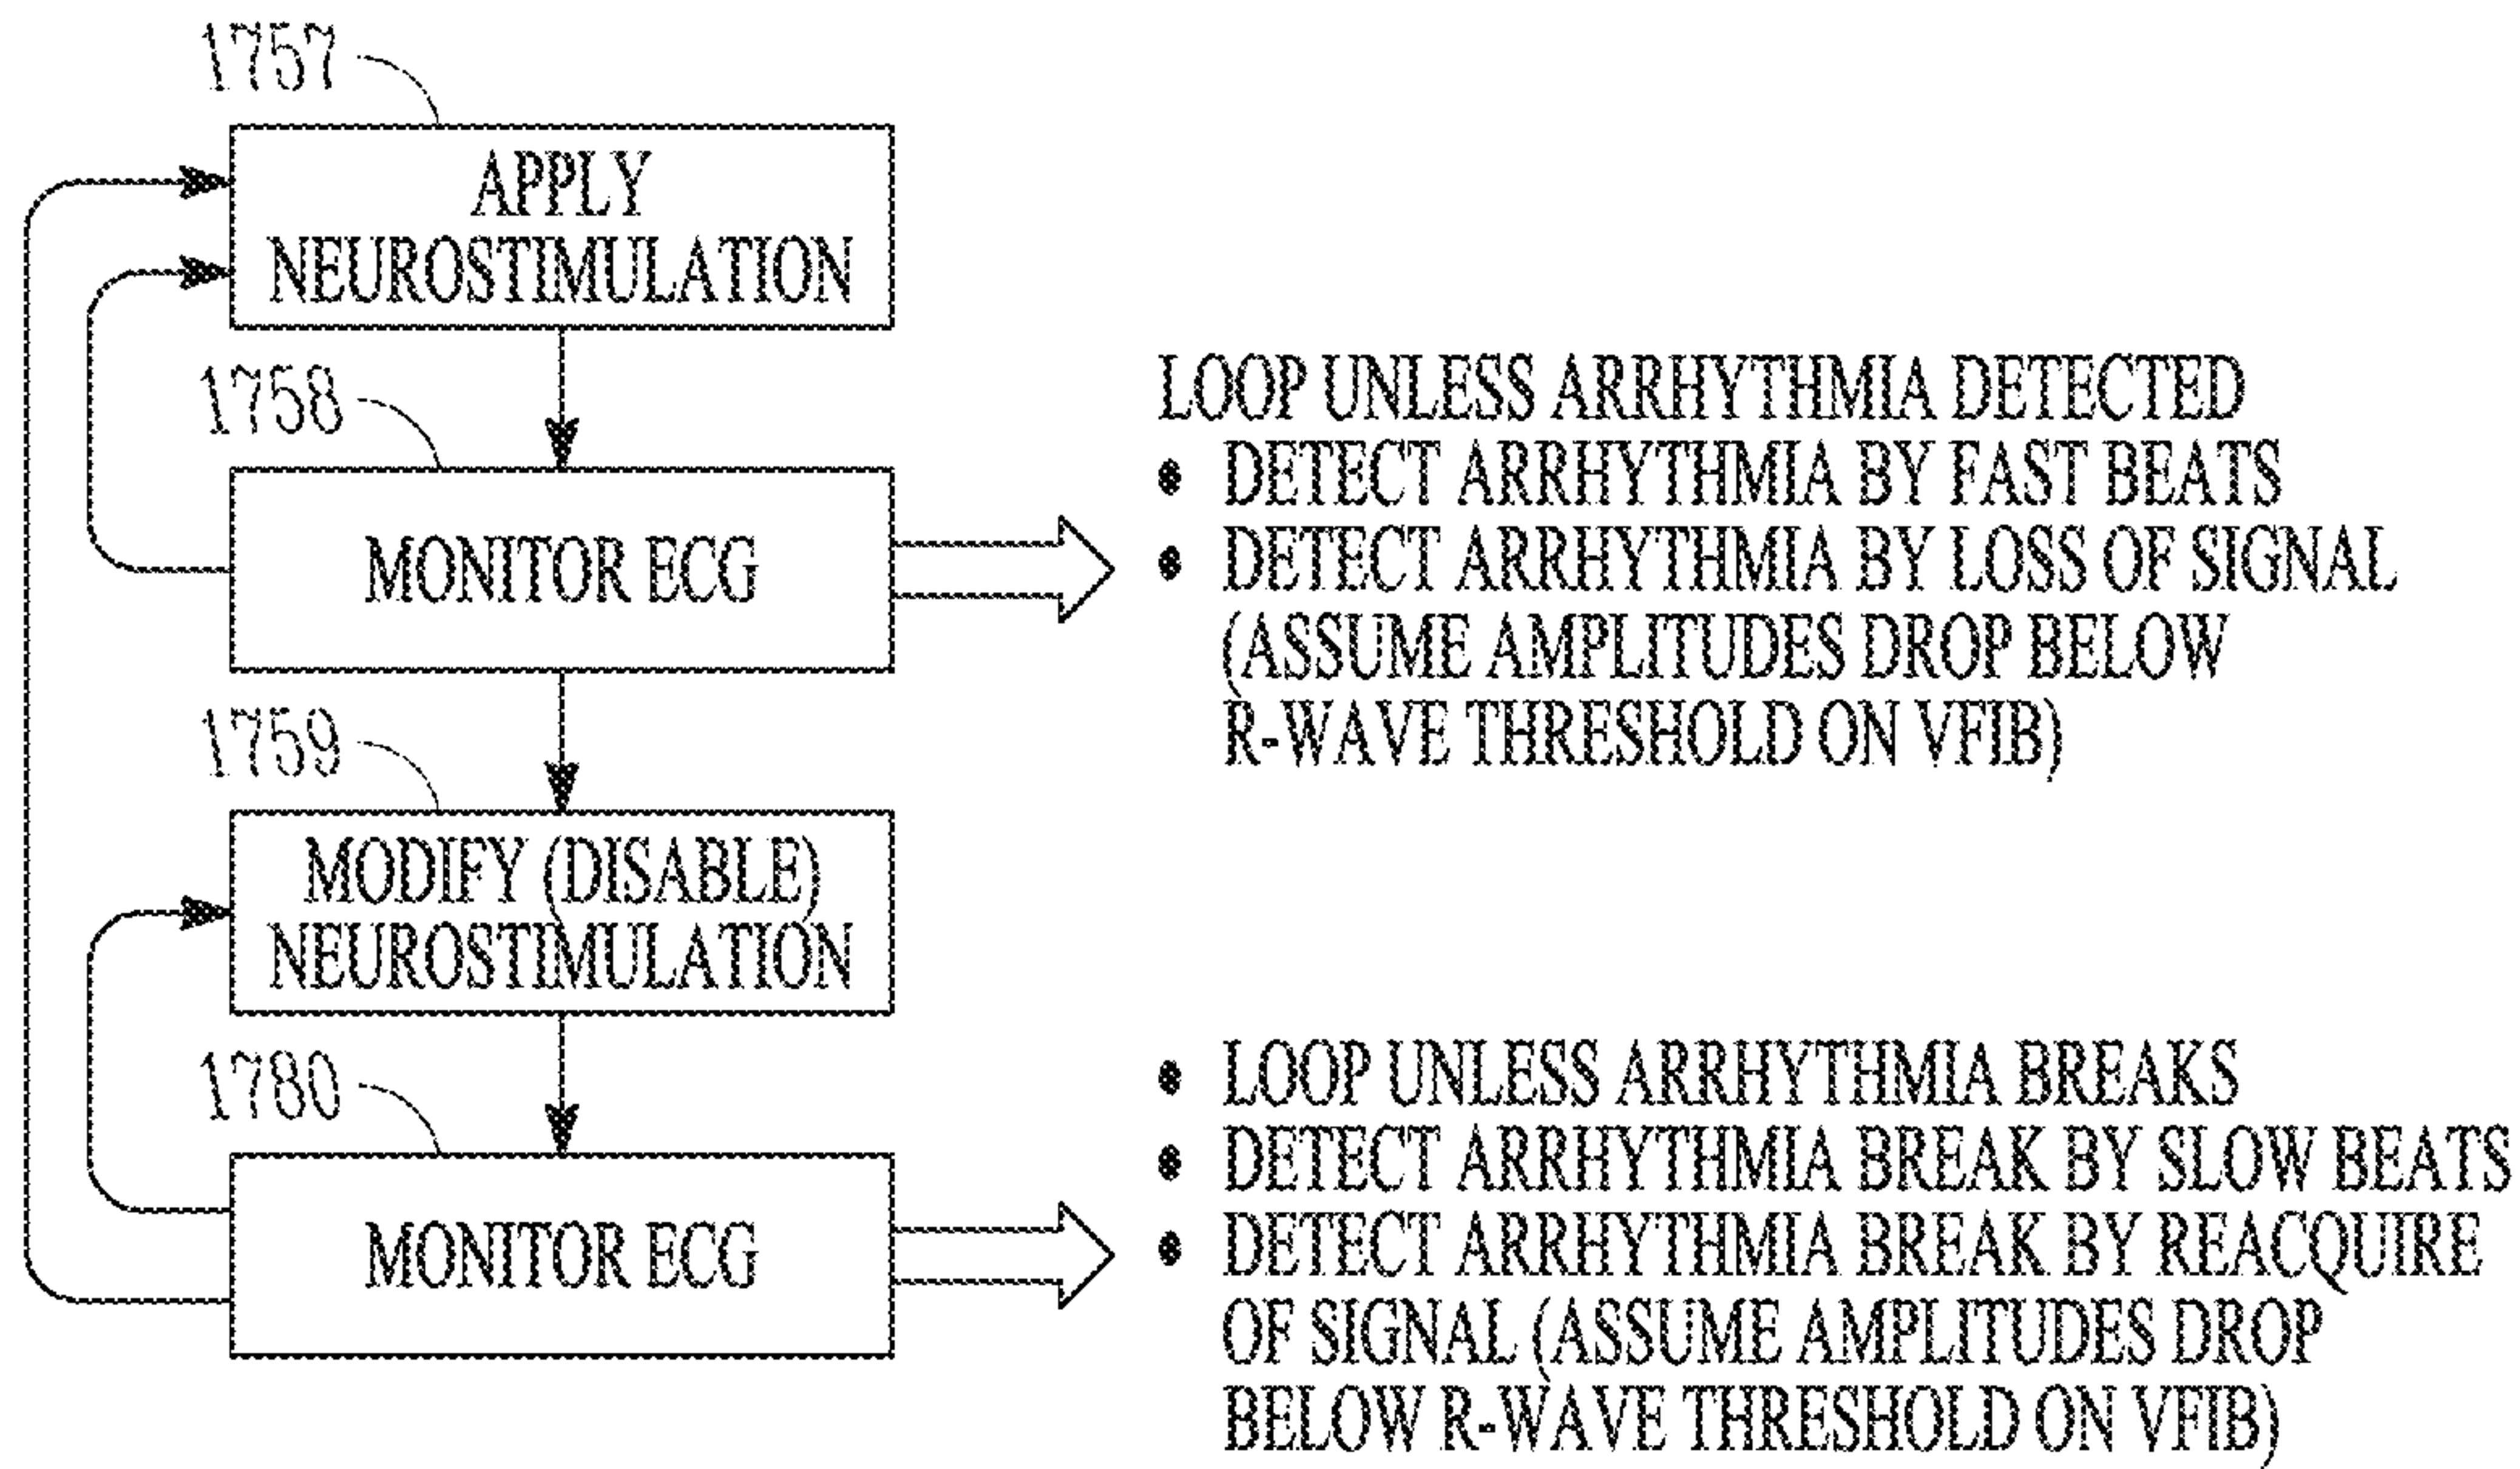 1757
APPLY
NEUROSTIMULATION
1758
MONITOR ECG
LOOP UNLESS ARRHYTHMIA DETECTED
• DETECT ARRHYTHMIA BY FAST BEATS
• DETECT ARRHYTHMIA BY LOSS OF SIGNAL
(ASSUME AMPLITUDES DROP BELOW
R-WAVE THRESHOLD ON VFIB)
1759
MODIFY (DISABLE)
NEUROSTIMULATION
1780
MONITOR ECG
• LOOP UNLESS ARRHYTHMIA BREAKS
• DETECT ARRHYTHMIA BREAK BY SLOW BEATS
• DETECT ARRHYTHMIA BREAK BY REACQUIRE
OF SIGNAL (ASSUME AMPLITUDES DROP
BELOW R-WAVE THRESHOLD ON VFIB)